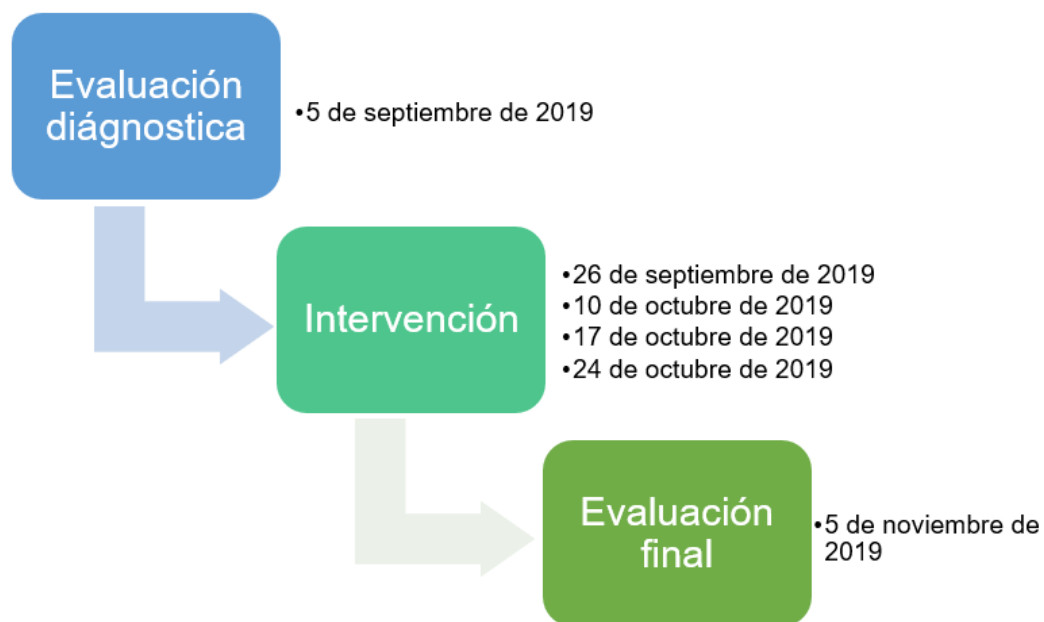 Evaluación
diágnostica
•5 de septiembre de 2019
Intervención
•26 de septiembre de 2019
•10 de octubre de 2019
•17 de octubre de 2019
•24 de octubre de 2019
Evaluación
final
•5 de noviembre de
2019